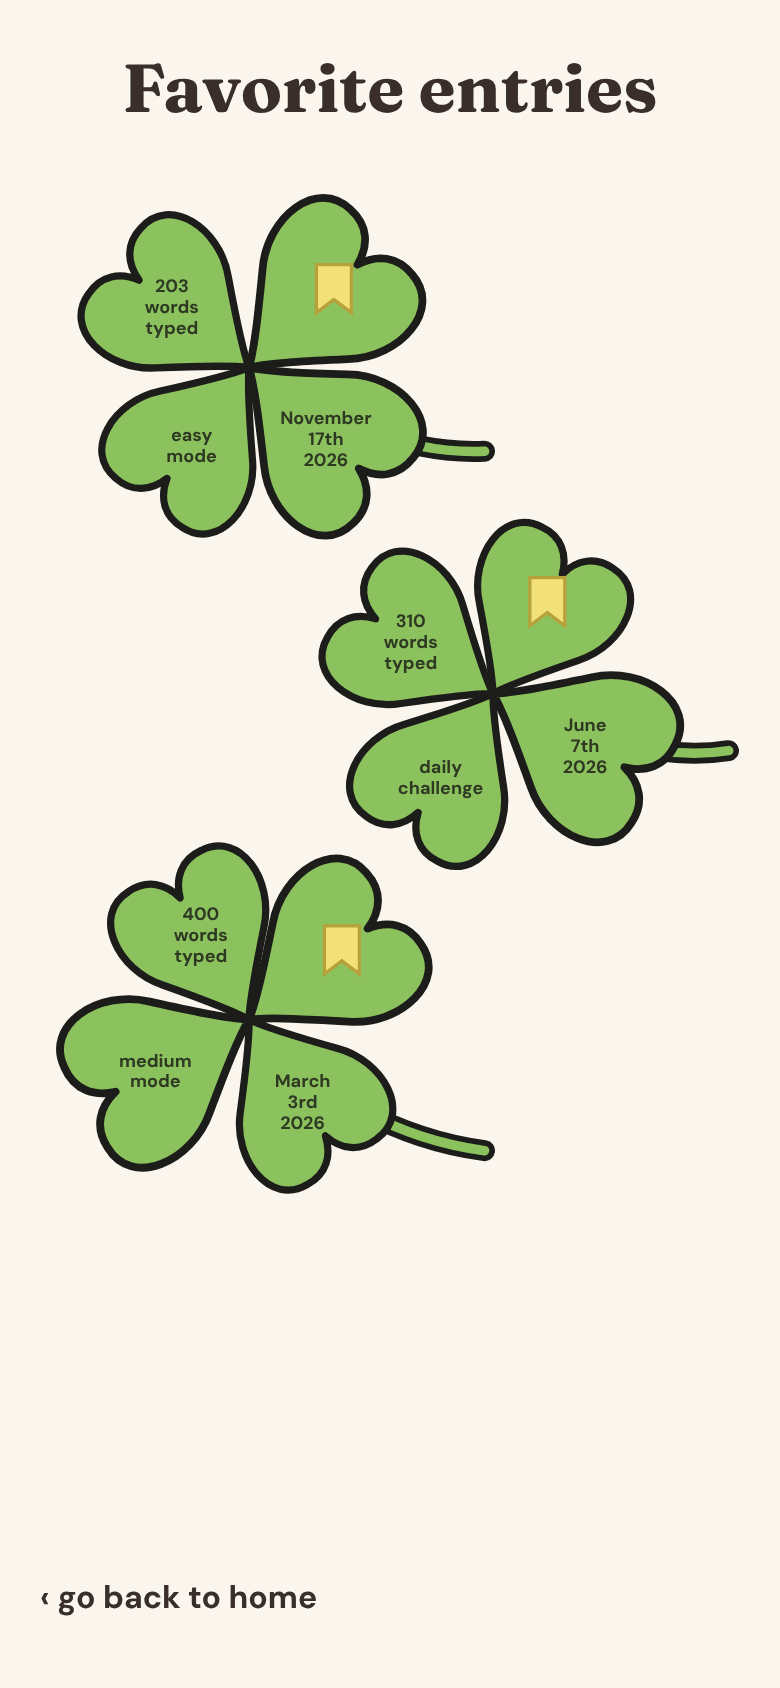 Favorite entries
203
words
typed
easy
mode
November
17th
2026
310
words
typed
daily
challenge
June
7th
2026
400
words
typed
medium
mode
March
3rd
2026
‹ go back to home